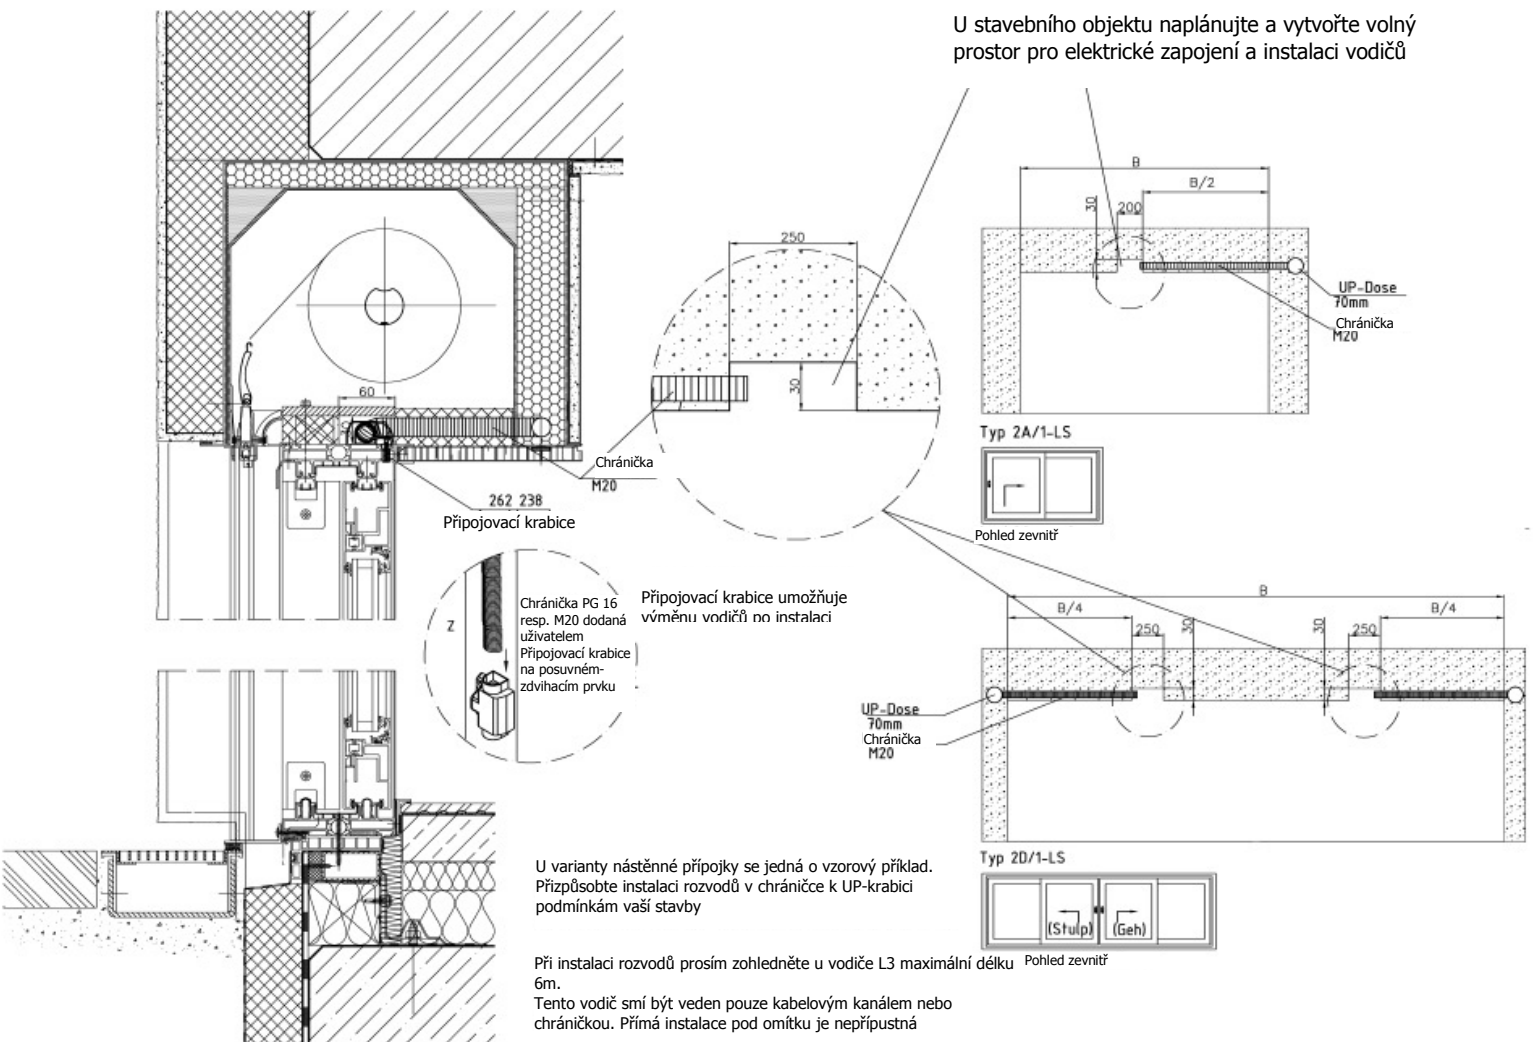 U stavebního objektu naplánujte a vytvořte volný
prostor pro elektrické zapojení a instalaci vodičů
B
B/2
30
200
250
UP-Dose
70mm
Chránička
M20
30
60
Chránička
M20
262 238
Připojovací krabice
Typ 2A/1-LS
Pohled zevnitř
Z
Chránička PG 16
resp. M20 dodaná
uživatelem
Připojovací krabice
na posuvném-
zdvihacím prvku
Připojovací krabice umožňuje
výměnu vodičů po instalaci
B
B/4
B/4
250
30
30
250
UP-Dose
70mm
Chránička
M20
Typ 2D/1-LS
(Stulp)
(Geh)
Pohled zevnitř
U varianty nástěnné přípojky se jedná o vzorový příklad.
Přizpůsobte instalaci rozvodů v chráničce k UP-krabici
podmínkám vaší stavby
Při instalaci rozvodů prosím zohledněte u vodiče L3 maximální délku
6m.
Tento vodič smí být veden pouze kabelovým kanálem nebo
chráničkou. Přímá instalace pod omítku je nepřípustná